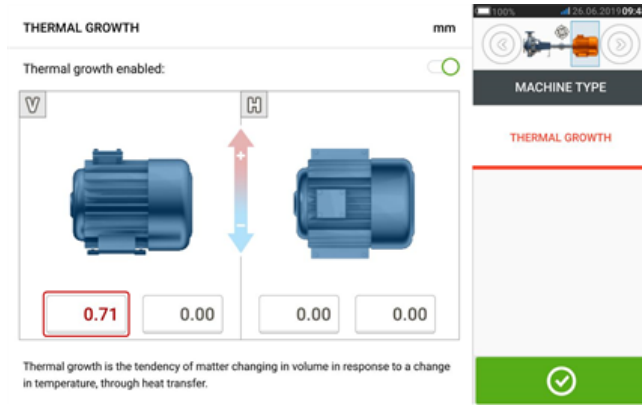 THERMAL GROWTH mm
Thermal growth enabled:
V H
+
-
0.71 0.00 0.00 0.00
Thermal growth is the tendency of matter changing in volume in response to a change
in temperature, through heat transfer.
100% 26.06.2019 09:4
MACHINE TYPE
THERMAL GROWTH